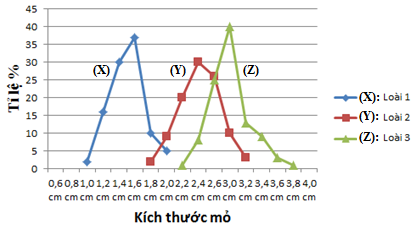 45
40
35
30
25
20
15
10
5
0
Tỉ lệ %
(X)
(Y)
(Z)
0,6 0,8 1,0 1,2 1,4 1,6 1,8 2,0 2,2 2,4 2,6 2,8 3,0 3,2 3,4 3,6 3,8 4,0
cm cm cm cm cm cm cm cm cm cm cm cm cm cm cm cm cm cm
Kích thước mỏ
(X): Loài 1
(Y): Loài 2
(Z): Loài 3